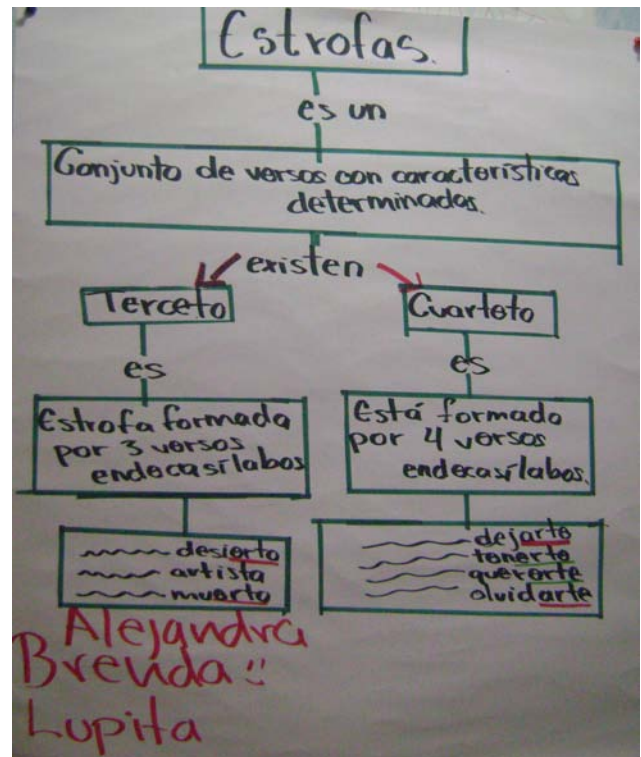 Estrofas.
es un
Conjunto de versos con características
determinadas.
existen
Terceto
es
Estrofa formada
por 3 versos
endecasílabos
desierto
artista
muerto
Cuarteto
es
Está formado
por 4 versos
endecasílabos.
dejarte
tenerte
quererte
olvidarte
Alejandra
Brenda!!
Lupita